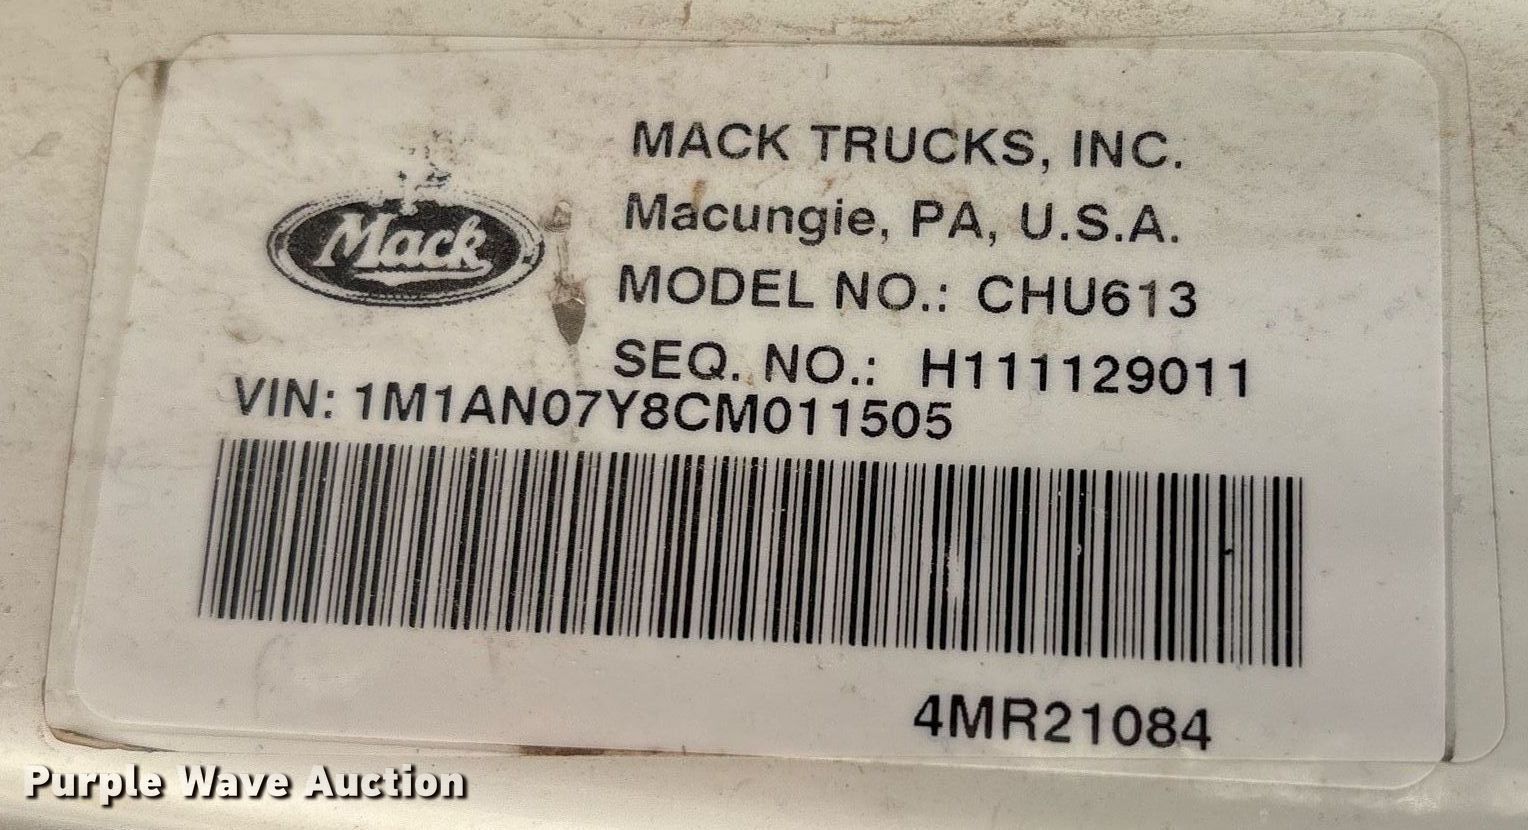 Mack
MACK TRUCKS, INC.
Macungie, PA, U.S.A.
MODEL NO.: CHU613
SEQ. NO.: H111129011
VIN: 1M1AN07Y8CM011505
4MR21084
Purple Wave Auction